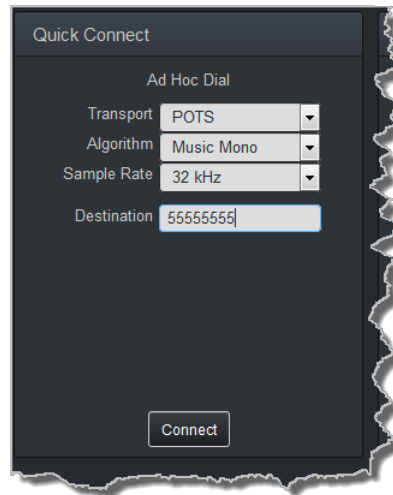 Quick Connect
Ad Hoc Dial
Transport POTS
Algorithm Music Mono
Sample Rate 32 kHz
Destination 55555555
Connect